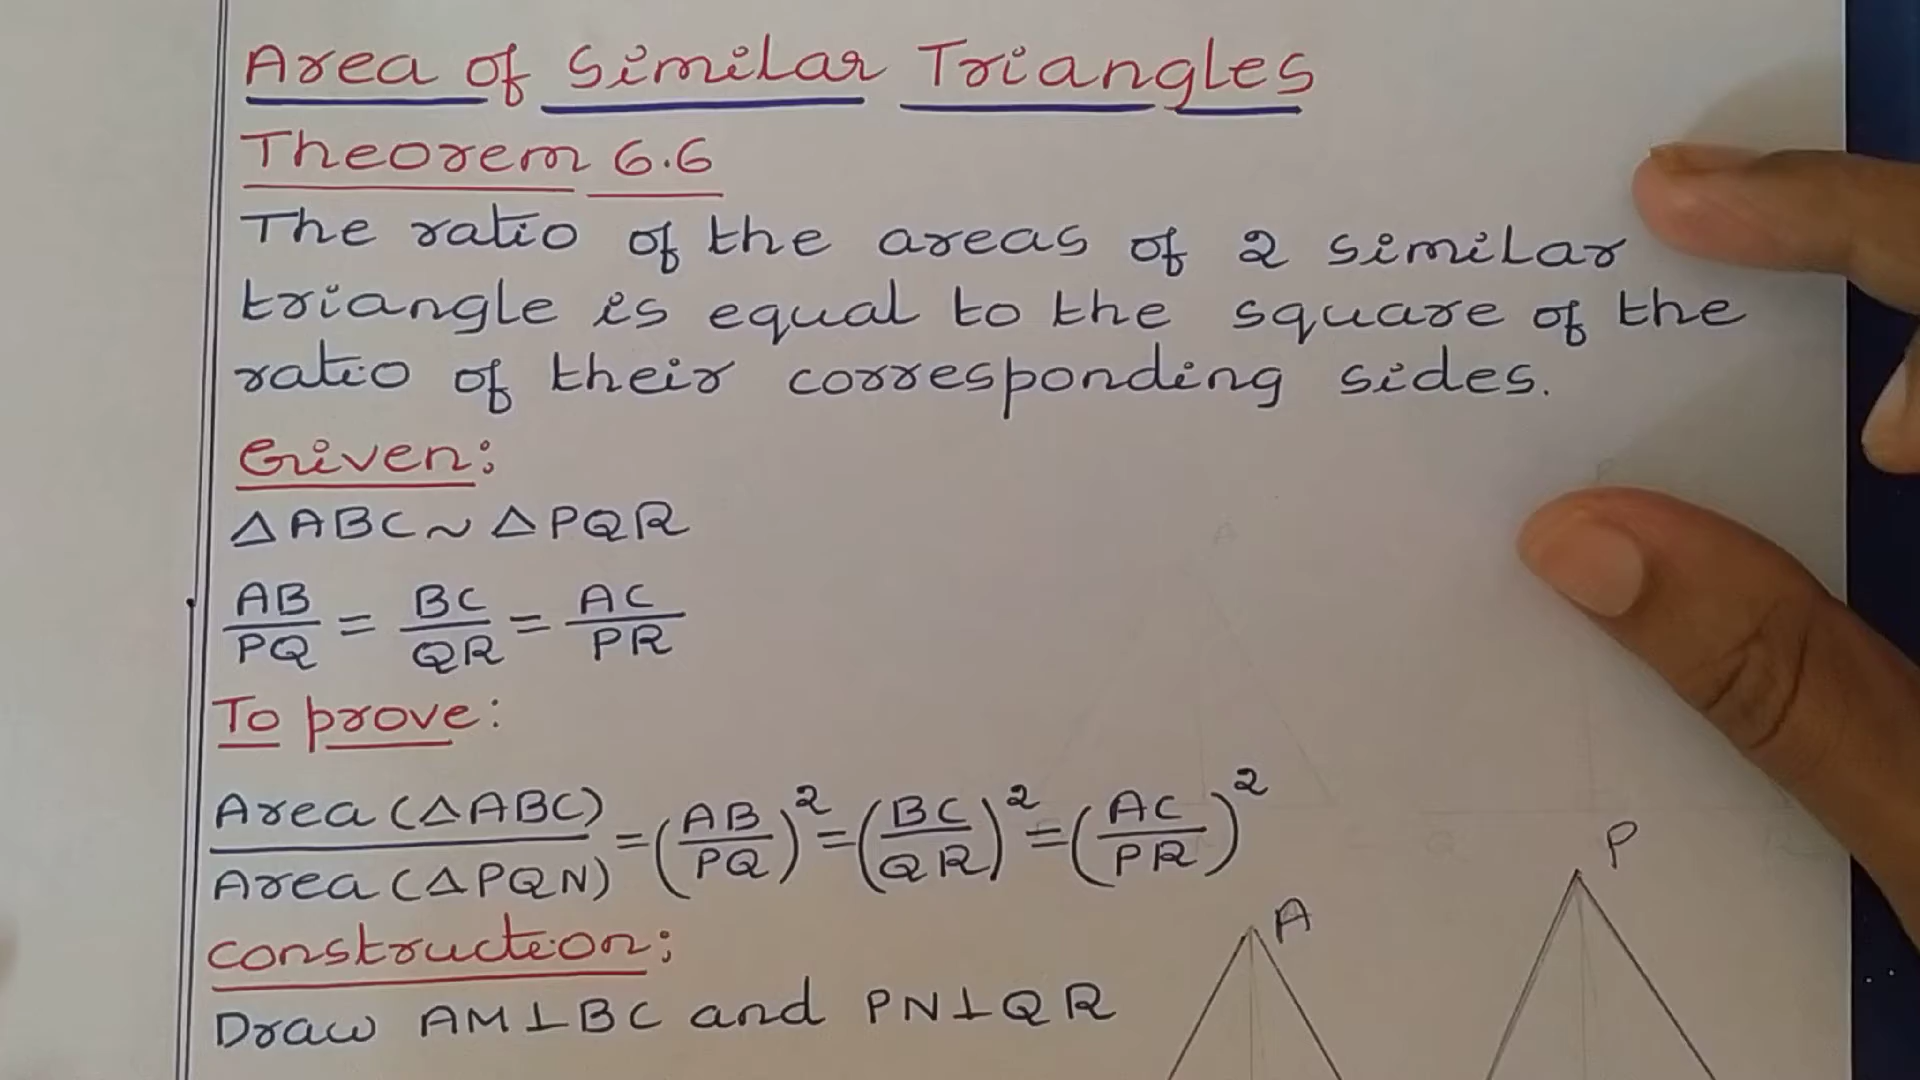 Area of Similar Triangles
Theorem 6.6
The ratio of the areas of 2 similar
triangle is equal to the square of the
ratio of their corresponding sides.
Given:
△ABC ~ △PQR
AB/PQ = BC/QR = AC/PR
To prove:
Area (△ABC)/Area (△PQN) = (AB/PQ)² = (BC/QR)² = (AC/PR)²
P
A
construction:
Draw AM⊥BC and PN⊥QR